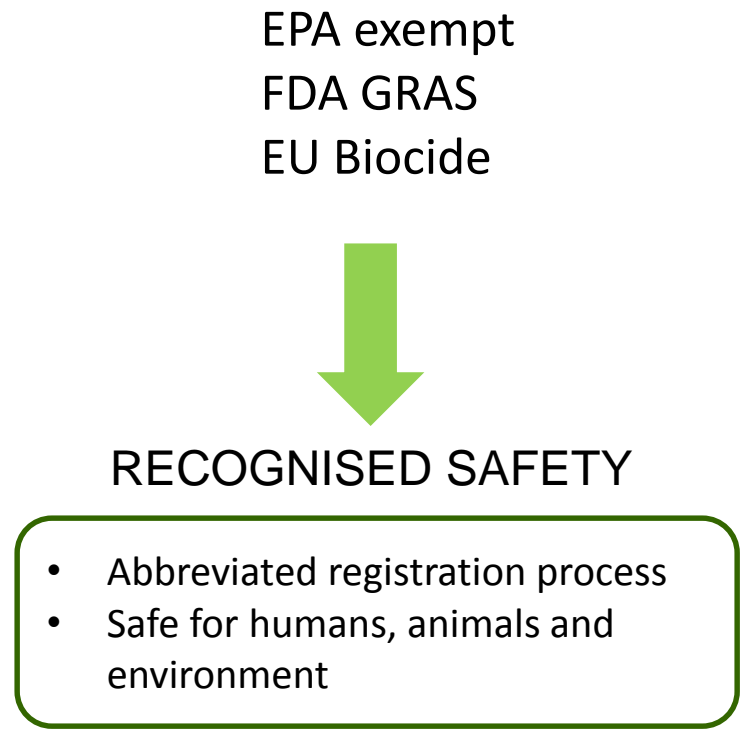 EPA exempt
FDA GRAS
EU Biocide
RECOGNISED SAFETY
• Abbreviated registration process
• Safe for humans, animals and
environment